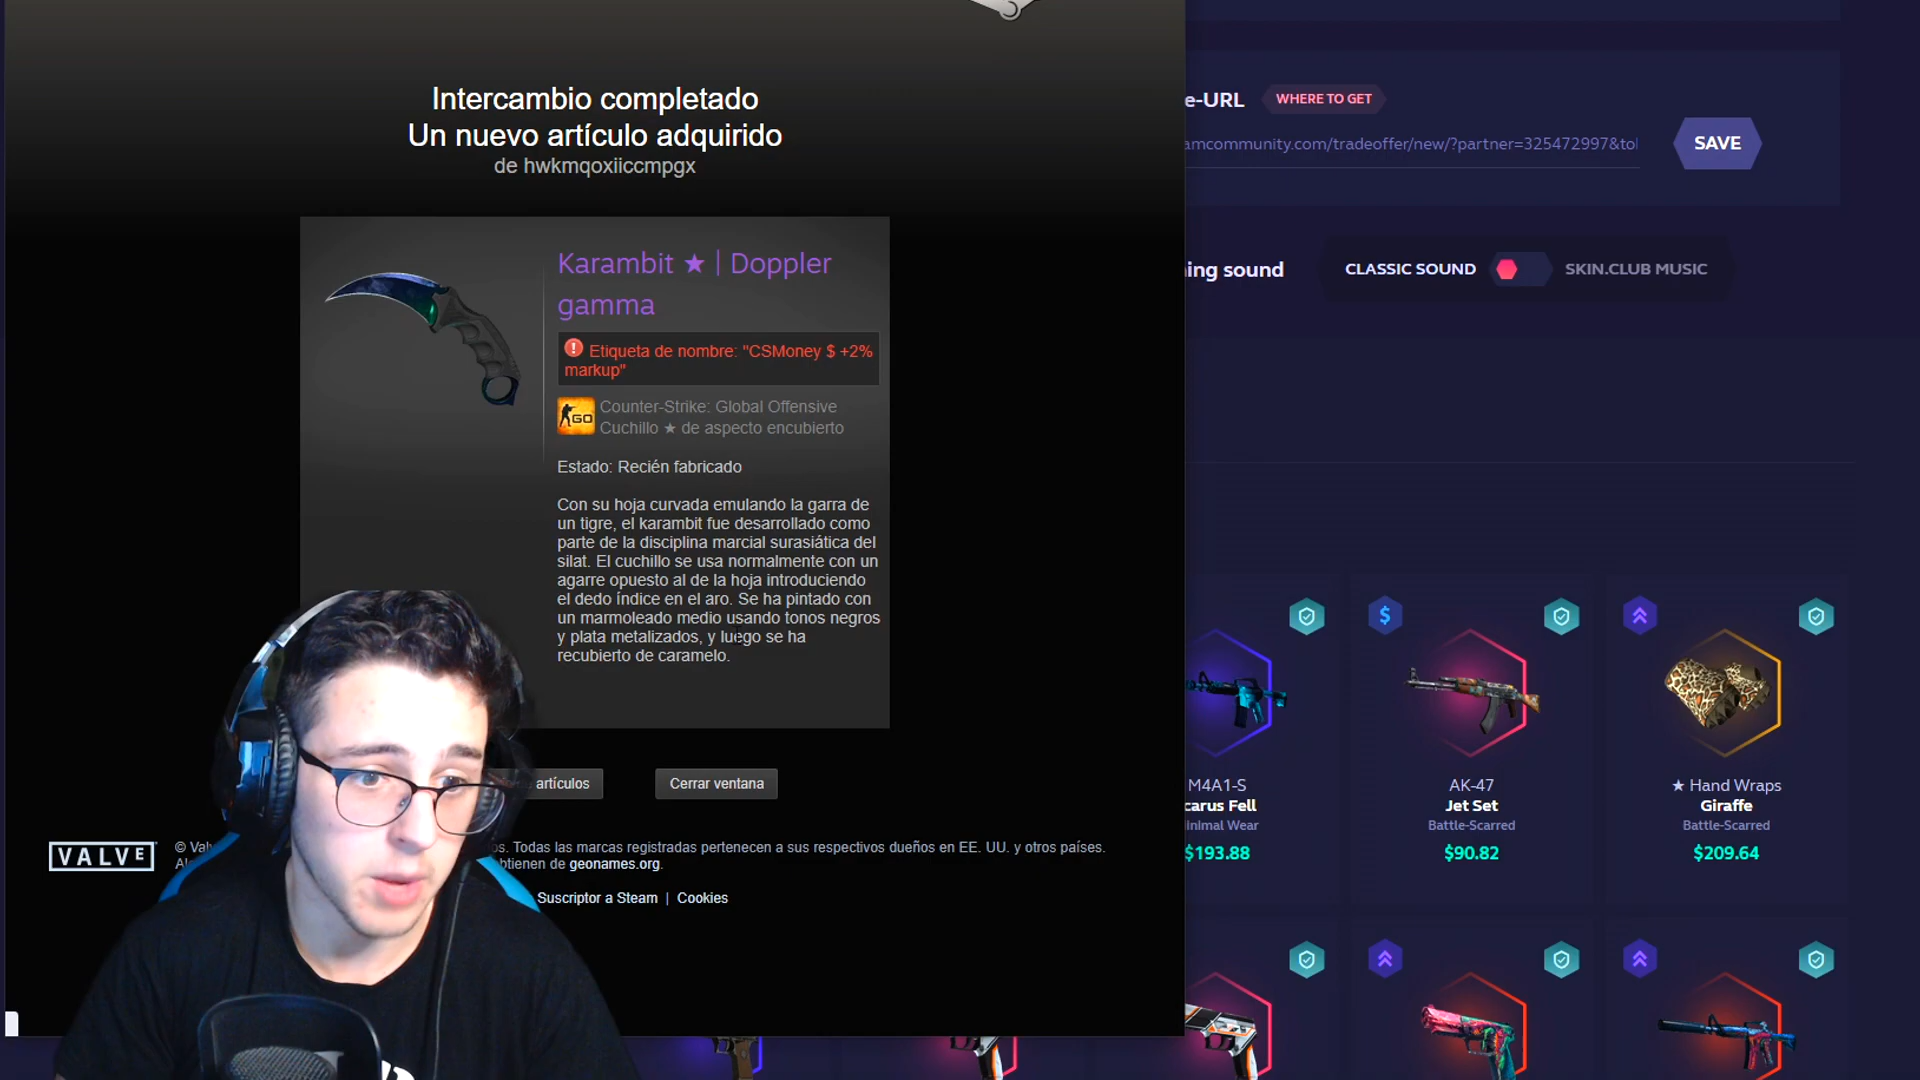 Intercambio completado
Un nuevo artículo adquirido
de hwkmqoxiiccmpgx
Karambit ★ | Doppler
gamma
Etiqueta de nombre: "CSMoney $ +2%
markup"
GO
Counter-Strike: Global Offensive
Cuchillo ★ de aspecto encubierto
Estado: Recién fabricado
Con su hoja curvada emulando la garra de
un tigre, el karambit fue desarrollado como
parte de la disciplina marcial surasiática del
silat. El cuchillo se usa normalmente con un
agarre opuesto al de la hoja introduciendo
el dedo índice en el aro. Se ha pintado con
un marmoleado medio usando tonos negros
y plata metalizados, y luego se ha
recubierto de caramelo.
artículos
Cerrar ventana
VALVE
© Valv
os. Todas las marcas registradas pertenecen a sus respectivos dueños en EE. UU. y otros países.
btienen de geonames.org.
Suscriptor a Steam | Cookies
e-URL
WHERE TO GET
amcommunity.com/tradeoffer/new/?partner=325472997&tol
SAVE
ing sound
CLASSIC SOUND
SKIN.CLUB MUSIC
M4A1-S
carus Fell
inimal Wear
$193.88
AK-47
Jet Set
Battle-Scarred
$90.82
★ Hand Wraps
Giraffe
Battle-Scarred
$209.64